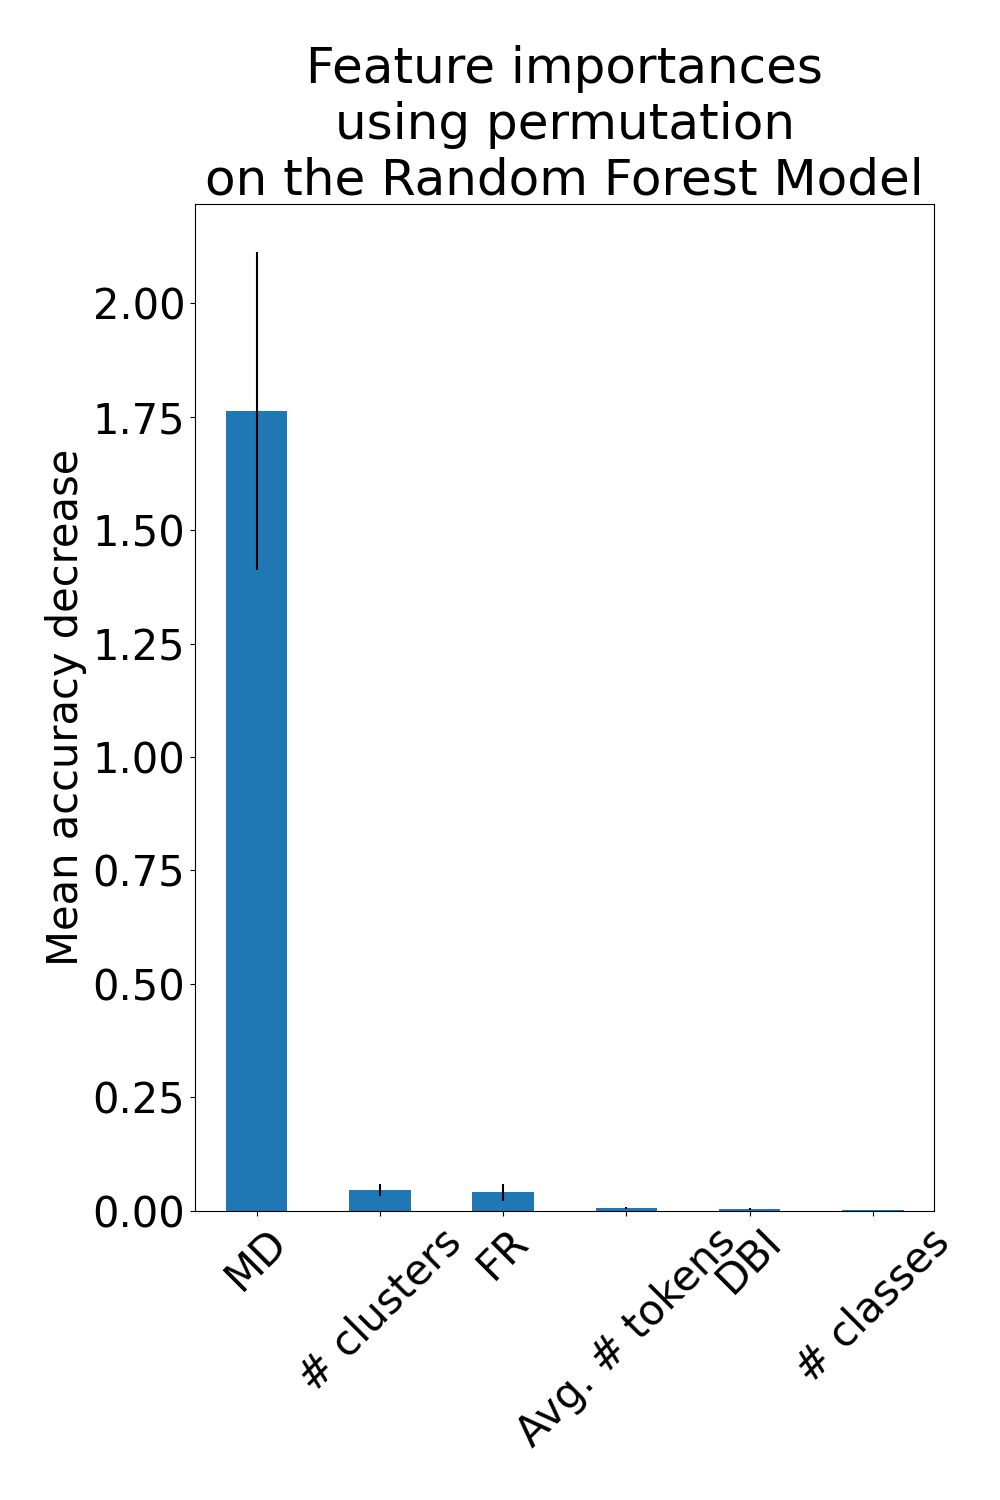 Feature importances
using permutation
on the Random Forest Model
Mean accuracy decrease
2.00
1.75
1.50
1.25
1.00
0.75
0.50
0.25
0.00
MD
# clusters
FR
Avg. # tokens
DBI
# classes